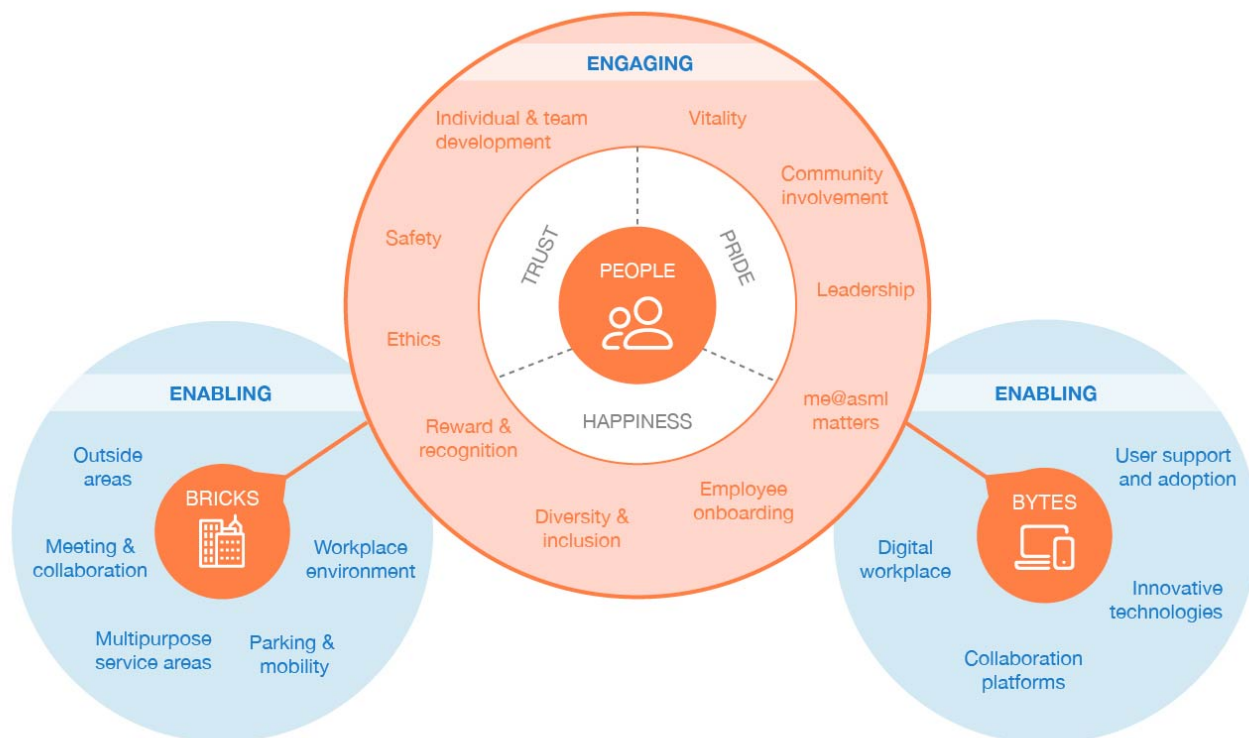 ENGAGING
Individual & team
development
Vitality
Community
involvement
Safety
TRUST
PRIDE
PEOPLE
Leadership
Ethics
HAPPINESS
me@asml
matters
Reward &
recognition
Employee
onboarding
Diversity &
inclusion
ENABLING
Outside
areas
BRICKS
Meeting &
collaboration
Workplace
environment
Multipurpose
service areas
Parking &
mobility
ENABLING
User support
and adoption
BYTES
Digital
workplace
Innovative
technologies
Collaboration
platforms